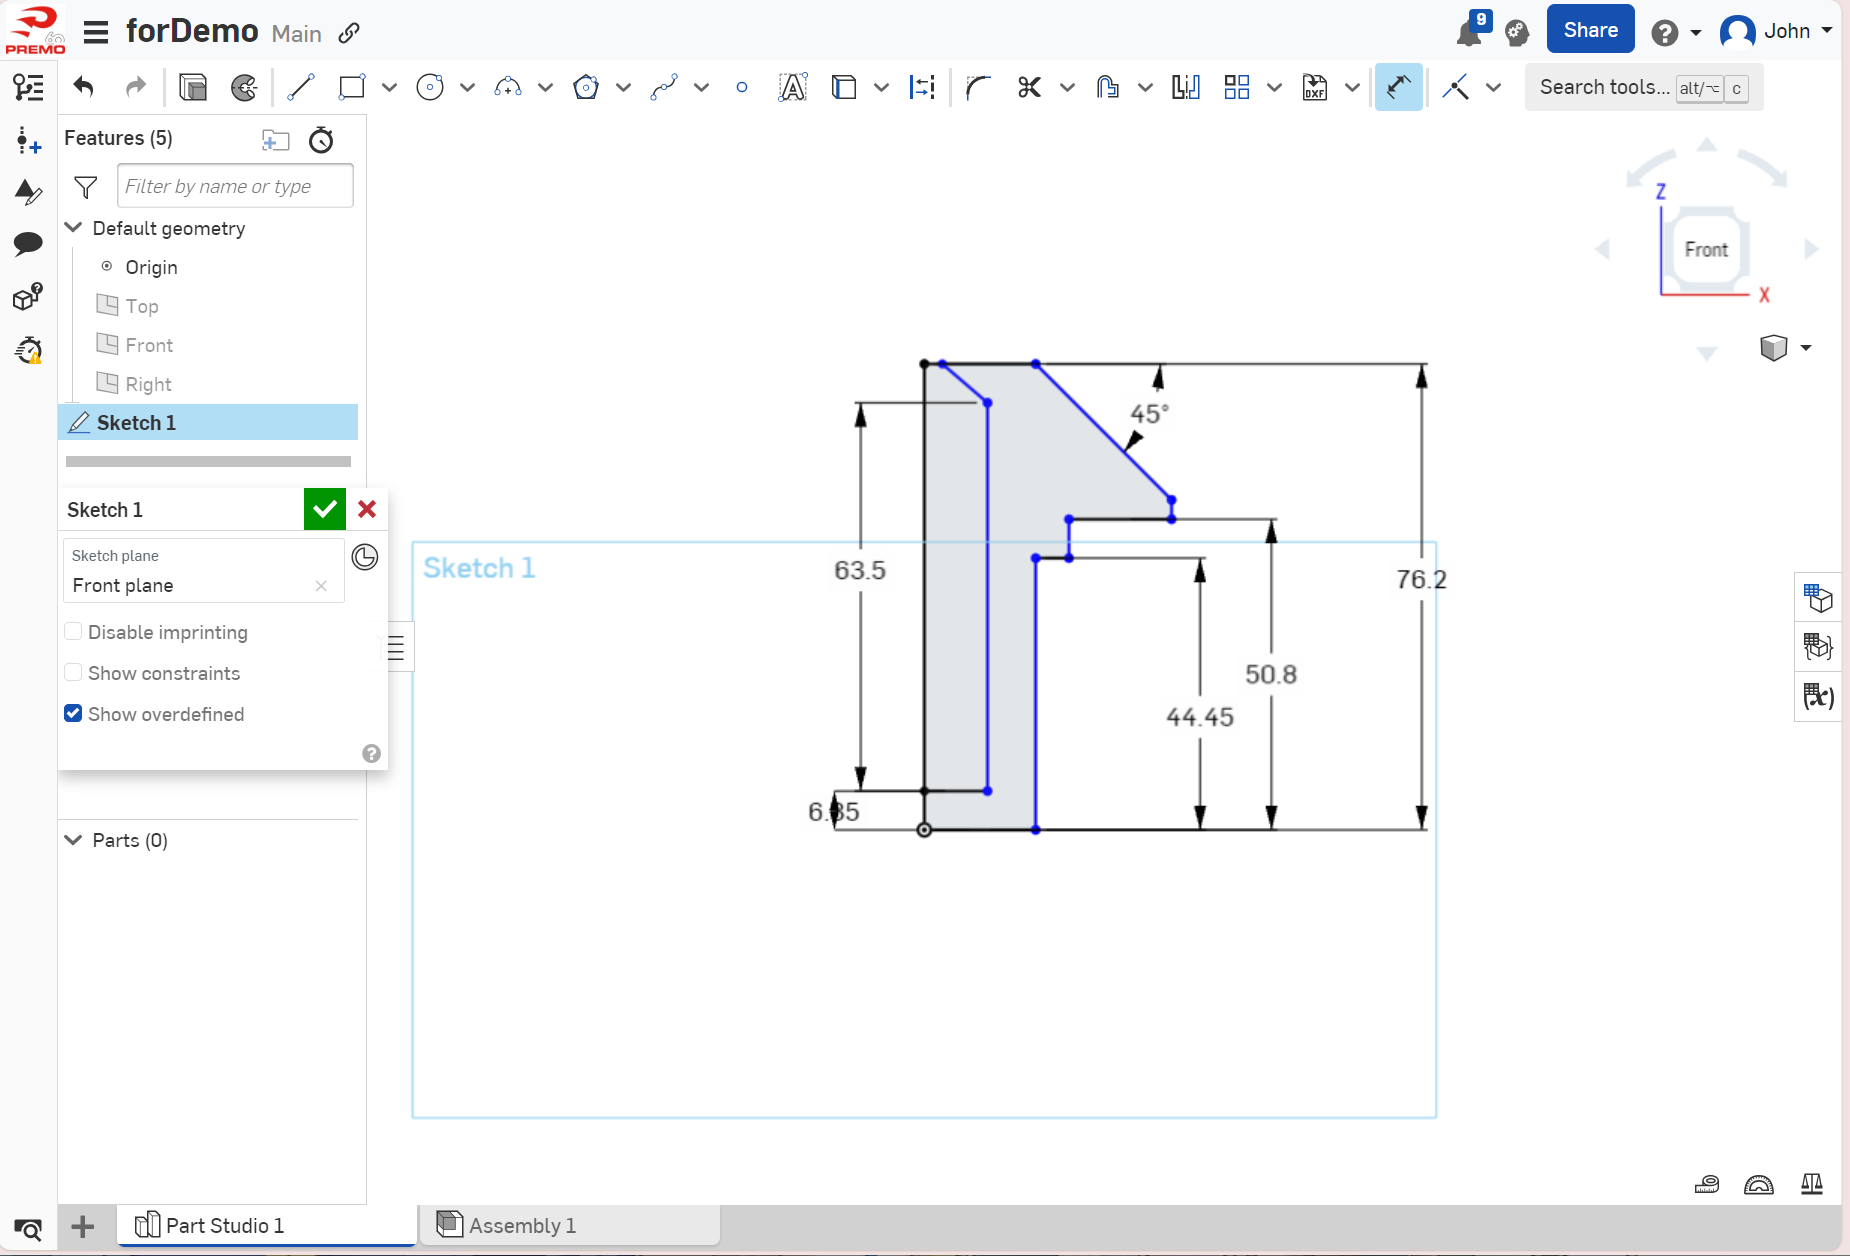 PREMO
60
forDemo Main
9
Share
John
DXF
Search tools... alt/⌥ c
Features (5)
Filter by name or type
Default geometry
Origin
Top
Front
Right
Sketch 1
Sketch 1
Sketch plane
Front plane
Disable imprinting
Show constraints
Show overdefined
Parts (0)
Z
Front
X
45°
Sketch 1
63.5
76.2
50.8
44.45
6.35
Part Studio 1
Assembly 1